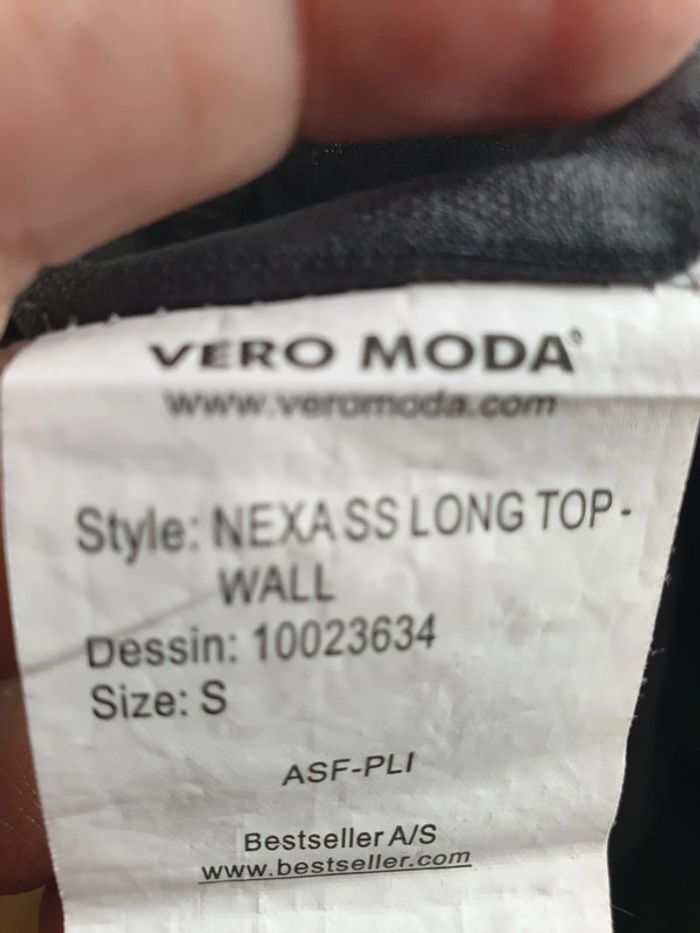 VERO MODA®
www.veromoda.com
Style: NEXA SS LONG TOP -
WALL
Dessin: 10023634
Size: S
ASF-PLI
Bestseller A/S
www.bestseller.com